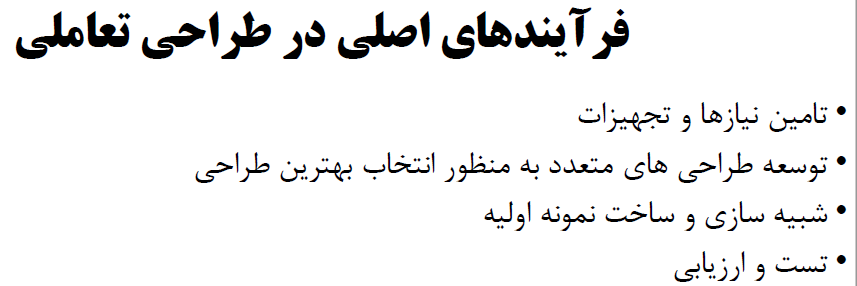 فرآیندهای اصلی در طراحی تعاملی
• تامین نیازها و تجهیزات
• توسعه طراحی های متعدد به منظور انتخاب بهترین طراحی
• شبیه سازی و ساخت نمونه اولیه
• تست و ارزیابی